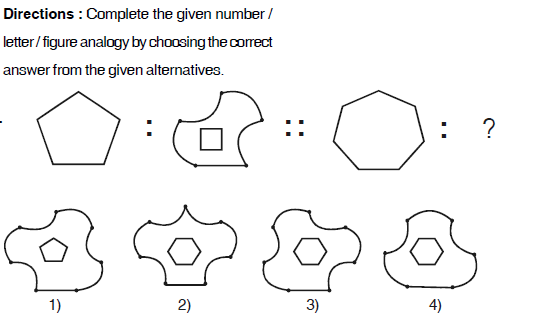 Directions : Complete the given number /
letter / figure analogy by choosing the correct
answer from the given alternatives.
: :: : ?
1) 2) 3) 4)